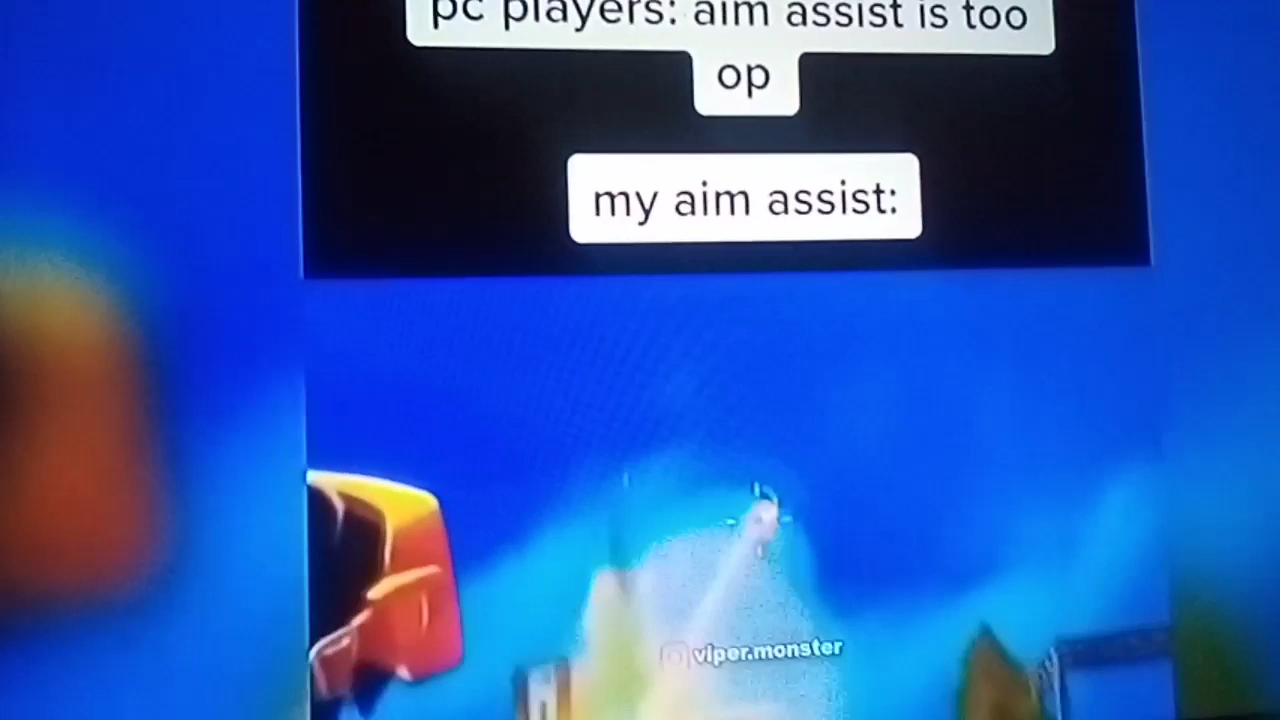 pc players: aim assist is too
op
my aim assist:
viper.monster